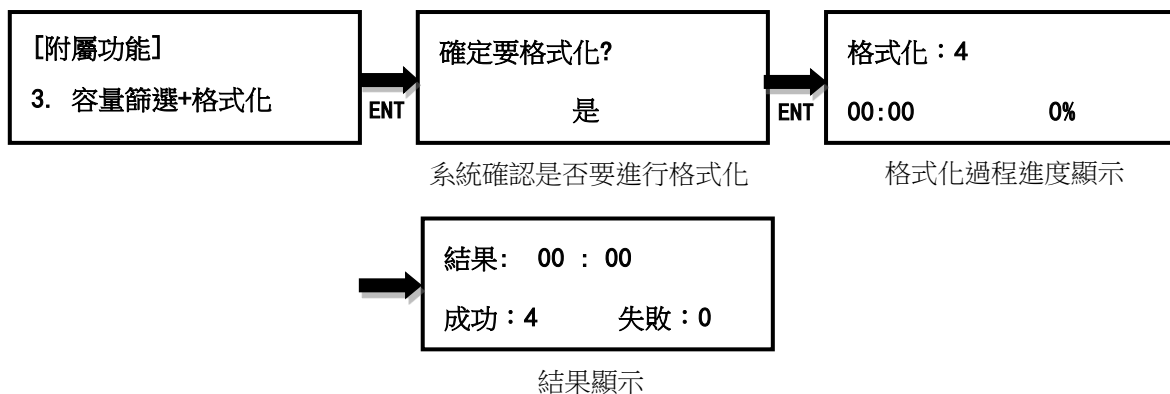 [附屬功能]
3. 容量篩選+格式化
ENT
確定要格式化?
是
系統確認是否要進行格式化
ENT
格式化：4
00:00 0%
格式化過程進度顯示
結果: 00 : 00
成功：4 失敗：0
結果顯示